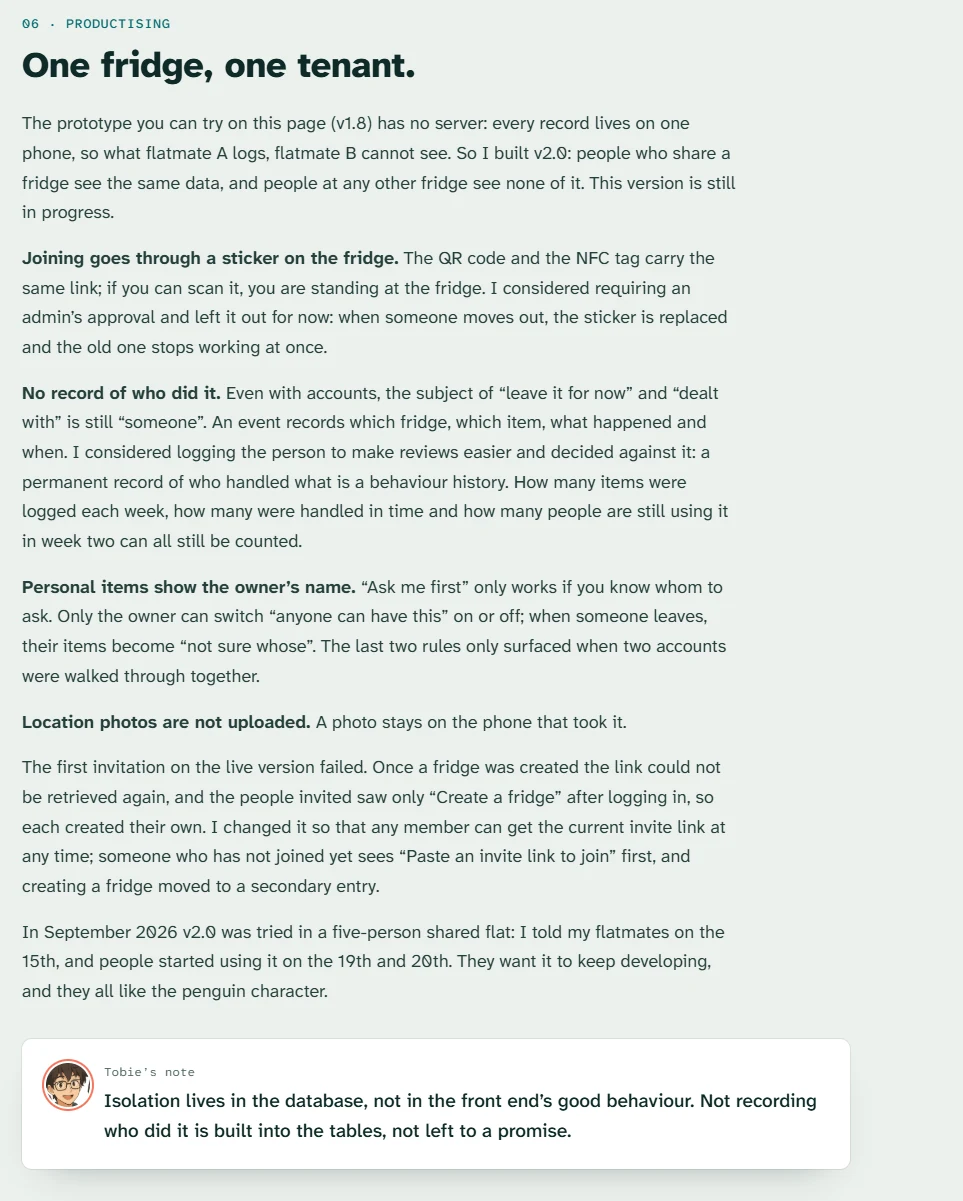 06 · PRODUCTISING
One fridge, one tenant.
The prototype you can try on this page (v1.8) has no server: every record lives on one
phone, so what flatmate A logs, flatmate B cannot see. So I built v2.0: people who share a
fridge see the same data, and people at any other fridge see none of it. This version is still
in progress.
Joining goes through a sticker on the fridge. The QR code and the NFC tag carry the
same link; if you can scan it, you are standing at the fridge. I considered requiring an
admin’s approval and left it out for now: when someone moves out, the sticker is replaced
and the old one stops working at once.
No record of who did it. Even with accounts, the subject of “leave it for now” and “dealt
with” is still “someone”. An event records which fridge, which item, what happened and
when. I considered logging the person to make reviews easier and decided against it: a
permanent record of who handled what is a behaviour history. How many items were
logged each week, how many were handled in time and how many people are still using it
in week two can all still be counted.
Personal items show the owner’s name. “Ask me first” only works if you know whom to
ask. Only the owner can switch “anyone can have this” on or off; when someone leaves,
their items become “not sure whose”. The last two rules only surfaced when two accounts
were walked through together.
Location photos are not uploaded. A photo stays on the phone that took it.
The first invitation on the live version failed. Once a fridge was created the link could not
be retrieved again, and the people invited saw only “Create a fridge” after logging in, so
each created their own. I changed it so that any member can get the current invite link at
any time; someone who has not joined yet sees “Paste an invite link to join” first, and
creating a fridge moved to a secondary entry.
In September 2026 v2.0 was tried in a five-person shared flat: I told my flatmates on the
15th, and people started using it on the 19th and 20th. They want it to keep developing,
and they all like the penguin character.
Tobie’s note
Isolation lives in the database, not in the front end’s good behaviour. Not recording
who did it is built into the tables, not left to a promise.